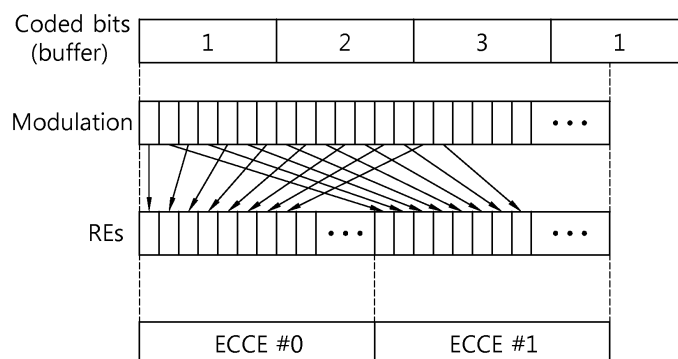 Coded bits
(buffer)
1 2 3 1
Modulation
...
REs
... ...
ECCE #0 ECCE #1